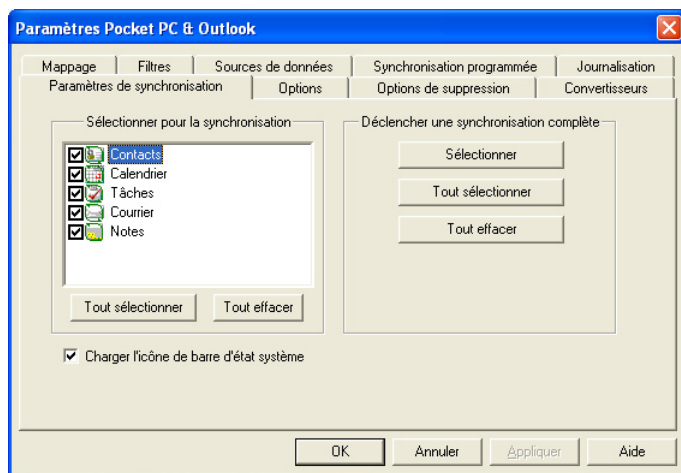 Paramètres Pocket PC & Outlook
Mappage Filtres Sources de données Synchronisation programmée Journalisation
Paramètres de synchronisation Options Options de suppression Convertisseurs
Sélectionner pour la synchronisation
Contacts
Calendrier
Tâches
Courrier
Notes
Tout sélectionner Tout effacer
Déclencher une synchronisation complète
Sélectionner
Tout sélectionner
Tout effacer
Charger l'icône de barre d'état système
OK Annuler Appliquer Aide